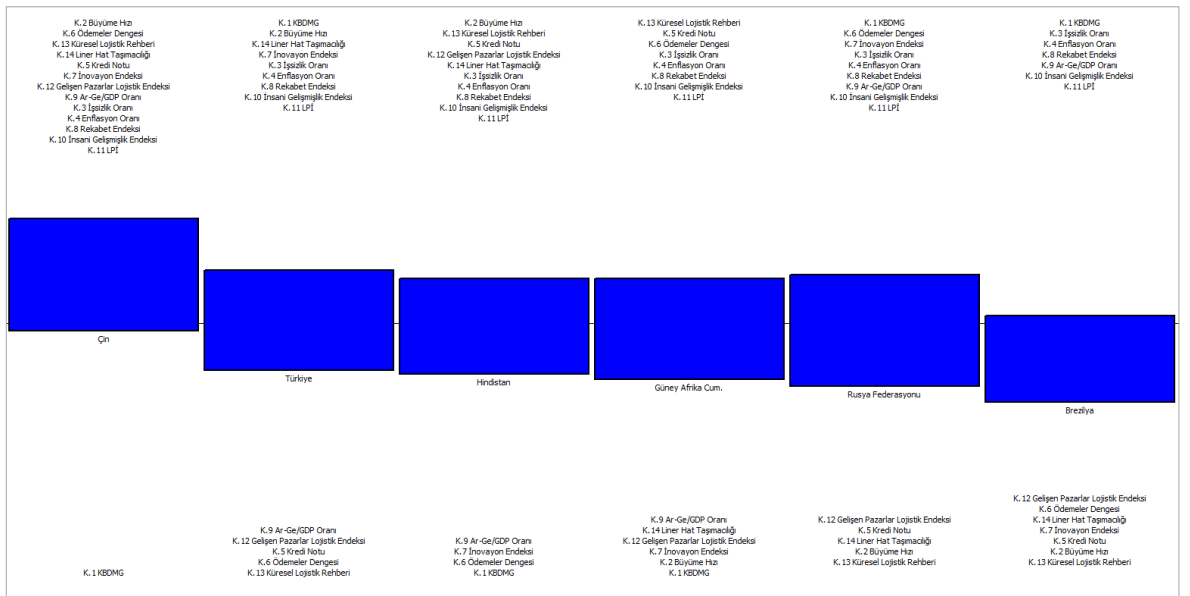 K.2 Büyüme Hızı
K.6 Ödemeler Dengesi
K.13 Küresel Lojistik Rehberi
K.14 Liner Hat Taşımacılığı
K.5 Kredi Notu
K.7 İnovayon Endeksi
K.12 Gelişen Pazarlar Lojistik Endeksi
K.9 Ar-Ge/GDP Oranı
K.3 İşsizlik Oranı
K.4 Enflasyon Oranı
K.8 Rekabet Endeksi
K.10 İnsani Gelişmişlik Endeksi
K.11 LPİ
K.1 KBDMG
K.2 Büyüme Hızı
K.14 Liner Hat Taşımacılığı
K.7 İnovayon Endeksi
K.3 İşsizlik Oranı
K.4 Enflasyon Oranı
K.8 Rekabet Endeksi
K.10 İnsani Gelişmişlik Endeksi
K.11 LPİ
K.2 Büyüme Hızı
K.13 Küresel Lojistik Rehberi
K.5 Kredi Notu
K.12 Gelişen Pazarlar Lojistik Endeksi
K.14 Liner Hat Taşımacılığı
K.3 İşsizlik Oranı
K.4 Enflasyon Oranı
K.8 Rekabet Endeksi
K.10 İnsani Gelişmişlik Endeksi
K.11 LPİ
K.13 Küresel Lojistik Rehberi
K.5 Kredi Notu
K.6 Ödemeler Dengesi
K.3 İşsizlik Oranı
K.4 Enflasyon Oranı
K.8 Rekabet Endeksi
K.10 İnsani Gelişmişlik Endeksi
K.11 LPİ
K.1 KBDMG
K.6 Ödemeler Dengesi
K.7 İnovayon Endeksi
K.3 İşsizlik Oranı
K.4 Enflasyon Oranı
K.8 Rekabet Endeksi
K.9 Ar-Ge/GDP Oranı
K.10 İnsani Gelişmişlik Endeksi
K.11 LPİ
K.1 KBDMG
K.3 İşsizlik Oranı
K.4 Enflasyon Oranı
K.8 Rekabet Endeksi
K.9 Ar-Ge/GDP Oranı
K.10 İnsani Gelişmişlik Endeksi
K.11 LPİ
Çin
Türkiye
Hindistan
Güney Afrika Cum.
Rusya Federasyonu
Brezilya
K.1 KBDMG
K.9 Ar-Ge/GDP Oranı
K.12 Gelişen Pazarlar Lojistik Endeksi
K.5 Kredi Notu
K.6 Ödemeler Dengesi
K.13 Küresel Lojistik Rehberi
K.9 Ar-Ge/GDP Oranı
K.7 İnovayon Endeksi
K.6 Ödemeler Dengesi
K.1 KBDMG
K.9 Ar-Ge/GDP Oranı
K.14 Liner Hat Taşımacılığı
K.12 Gelişen Pazarlar Lojistik Endeksi
K.7 İnovayon Endeksi
K.2 Büyüme Hızı
K.1 KBDMG
K.12 Gelişen Pazarlar Lojistik Endeksi
K.5 Kredi Notu
K.14 Liner Hat Taşımacılığı
K.2 Büyüme Hızı
K.13 Küresel Lojistik Rehberi
K.12 Gelişen Pazarlar Lojistik Endeksi
K.6 Ödemeler Dengesi
K.14 Liner Hat Taşımacılığı
K.7 İnovayon Endeksi
K.5 Kredi Notu
K.2 Büyüme Hızı
K.13 Küresel Lojistik Rehberi